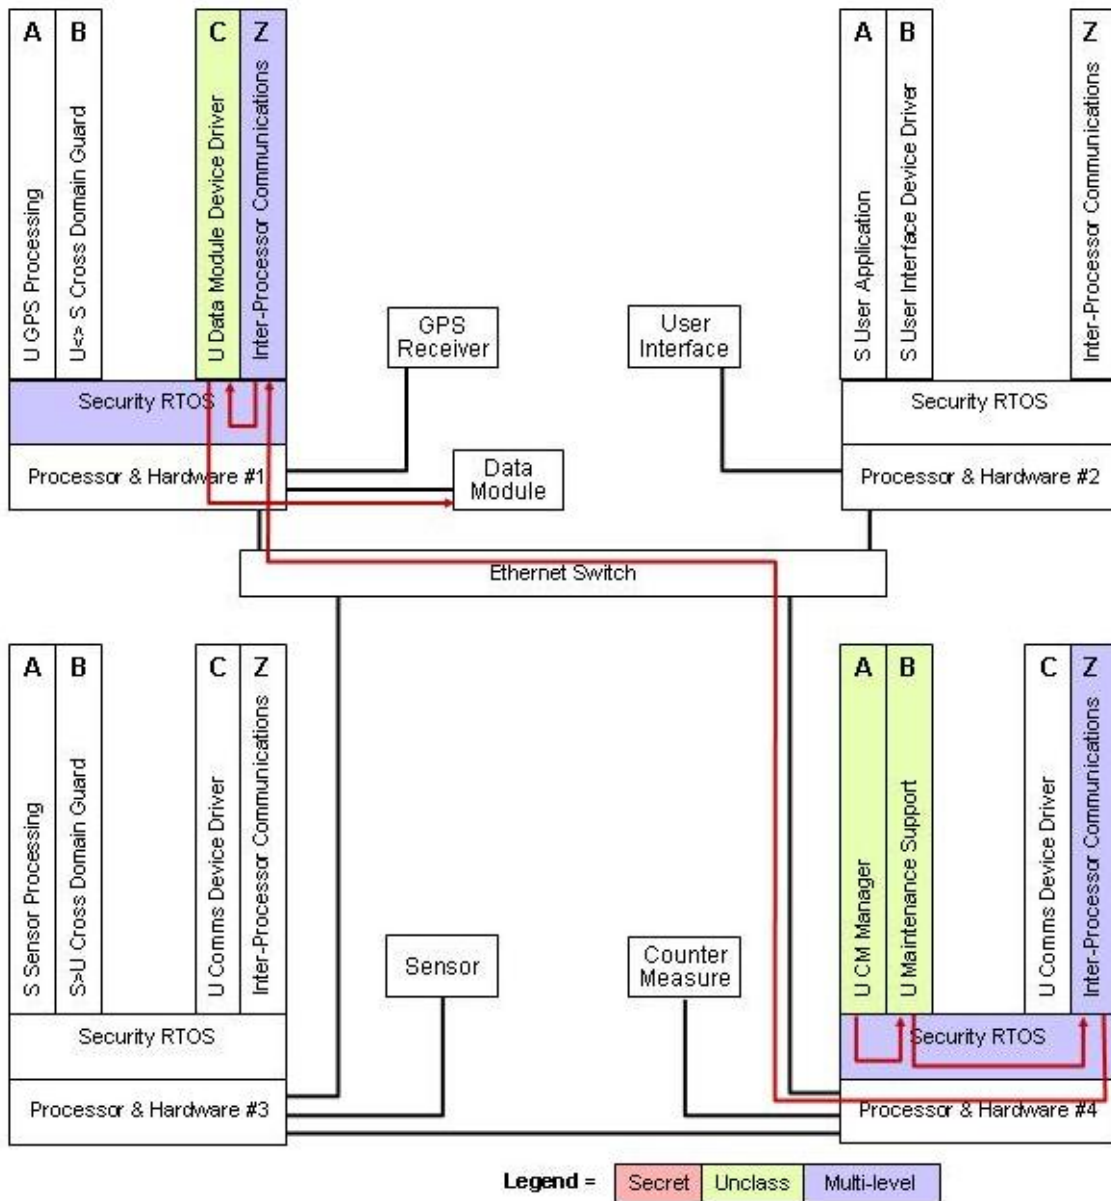 A B C Z
U GPS Processing
U<> S Cross Domain Guard
U Data Module Device Driver
Inter-Processor Communications
Security RTOS
Processor & Hardware #1
A B Z
S User Application
S User Interface Device Driver
Inter-Processor Communications
Security RTOS
Processor & Hardware #2
GPS
Receiver
User
Interface
Data
Module
Ethernet Switch
A B C Z
S Sensor Processing
S>U Cross Domain Guard
U Comms Device Driver
Inter-Processor Communications
Security RTOS
Processor & Hardware #3
Sensor
Counter
Measure
A B C Z
U CM Manager
U Maintenance Support
U Comms Device Driver
Inter-Processor Communications
Security RTOS
Processor & Hardware #4
Legend = Secret Unclass Multi-level